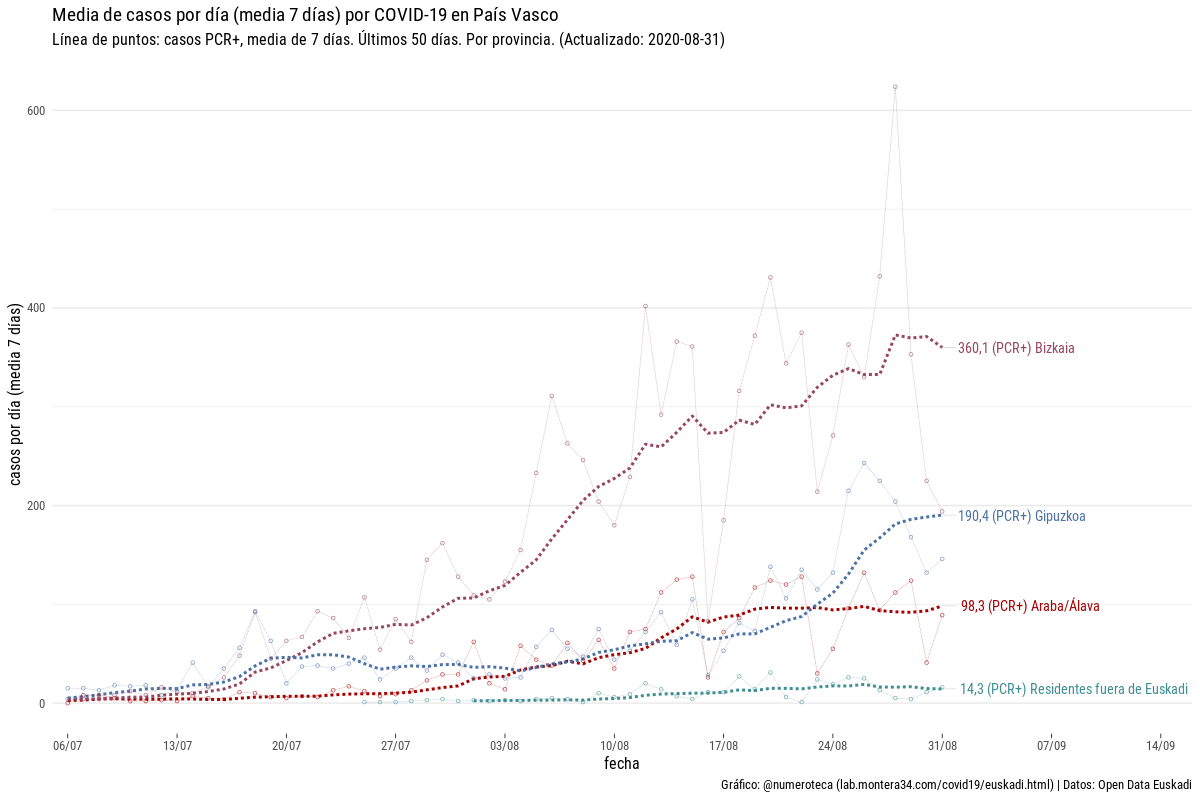 Media de casos por día (media 7 días) por COVID-19 en País Vasco
Línea de puntos: casos PCR+, media de 7 días. Últimos 50 días. Por provincia. (Actualizado: 2020-08-31)
casos por día (media 7 días)
600
400
200
0
360,1 (PCR+) Bizkaia
190,4 (PCR+) Gipuzkoa
98,3 (PCR+) Araba/Álava
14,3 (PCR+) Residentes fuera de Euskadi
06/07 13/07 20/07 27/07 03/08 10/08 17/08 24/08 31/08 07/09 14/09
fecha
Gráfico: @numeroteca (lab.montera34.com/covid19/euskadi.html) | Datos: Open Data Euskadi